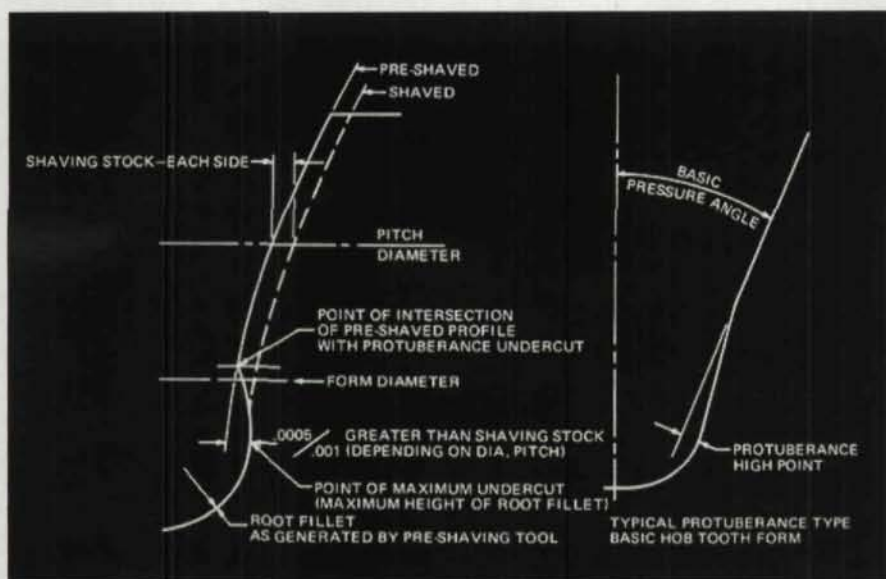 PRE-SHAVED
SHAVED
SHAVING STOCK–EACH SIDE
BASIC
PRESSURE ANGLE
PITCH
DIAMETER
POINT OF INTERSECTION
OF PRE-SHAVED PROFILE
WITH PROTUBERANCE UNDERCUT
FORM DIAMETER
.0005/.001 GREATER THAN SHAVING STOCK
(DEPENDING ON DIA. PITCH)
PROTUBERANCE
HIGH POINT
POINT OF MAXIMUM UNDERCUT
(MAXIMUM HEIGHT OF ROOT FILLET)
ROOT FILLET
AS GENERATED BY PRE-SHAVING TOOL
TYPICAL PROTUBERANCE TYPE
BASIC HOB TOOTH FORM